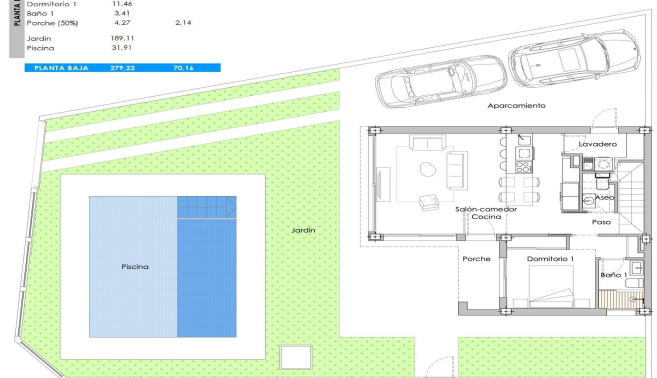 Dormitorio 1 11,46
Baño 1 3,41
Porche (50%) 4,27 2,14
Jardín 189,11
Piscina 31,91
PLANTA BAJA 279,22 70,16
Aparcamiento
Lavadero
Aseo
Salón-comedor
Cocina
Paso
Jardín
Porche
Dormitorio 1
Piscina
Baño 1